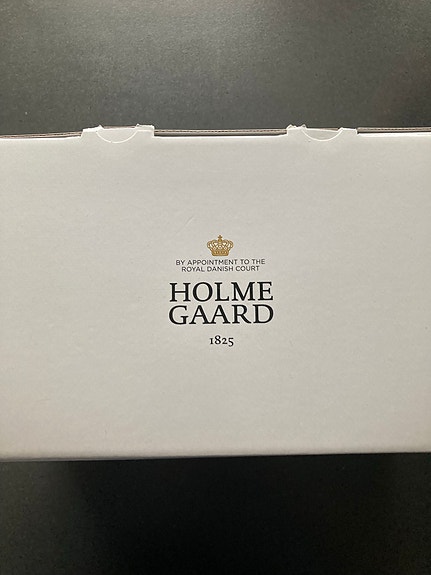 BY APPOINTMENT TO THE
ROYAL DANISH COURT
HOLME
GAARD
1825